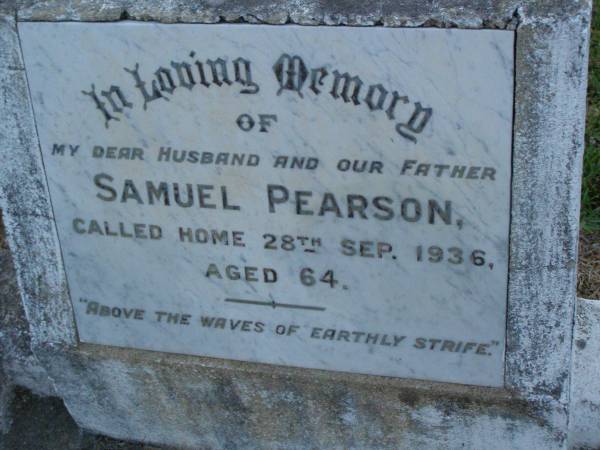 In Loving Memory
OF
MY DEAR HUSBAND AND OUR FATHER
SAMUEL PEARSON,
CALLED HOME 28TH SEP. 1936,
AGED 64.
"ABOVE THE WAVES OF EARTHLY STRIFE."